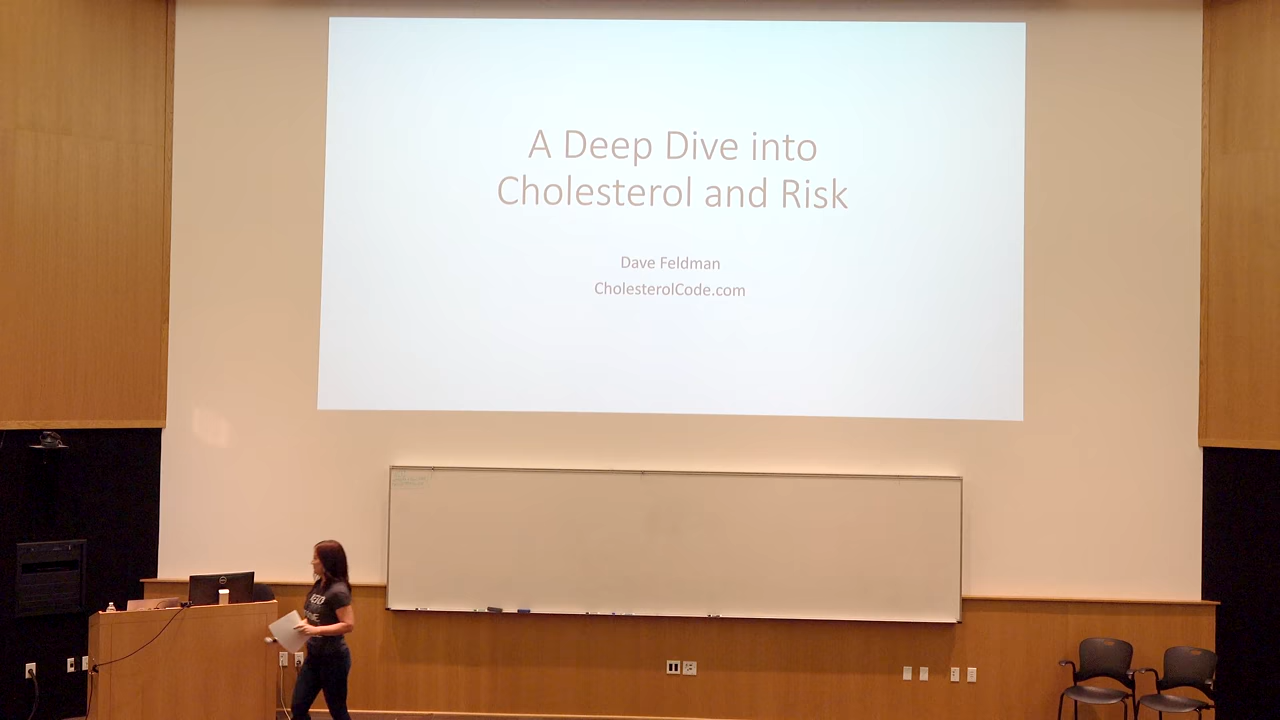 A Deep Dive into
Cholesterol and Risk
Dave Feldman
CholesterolCode.com